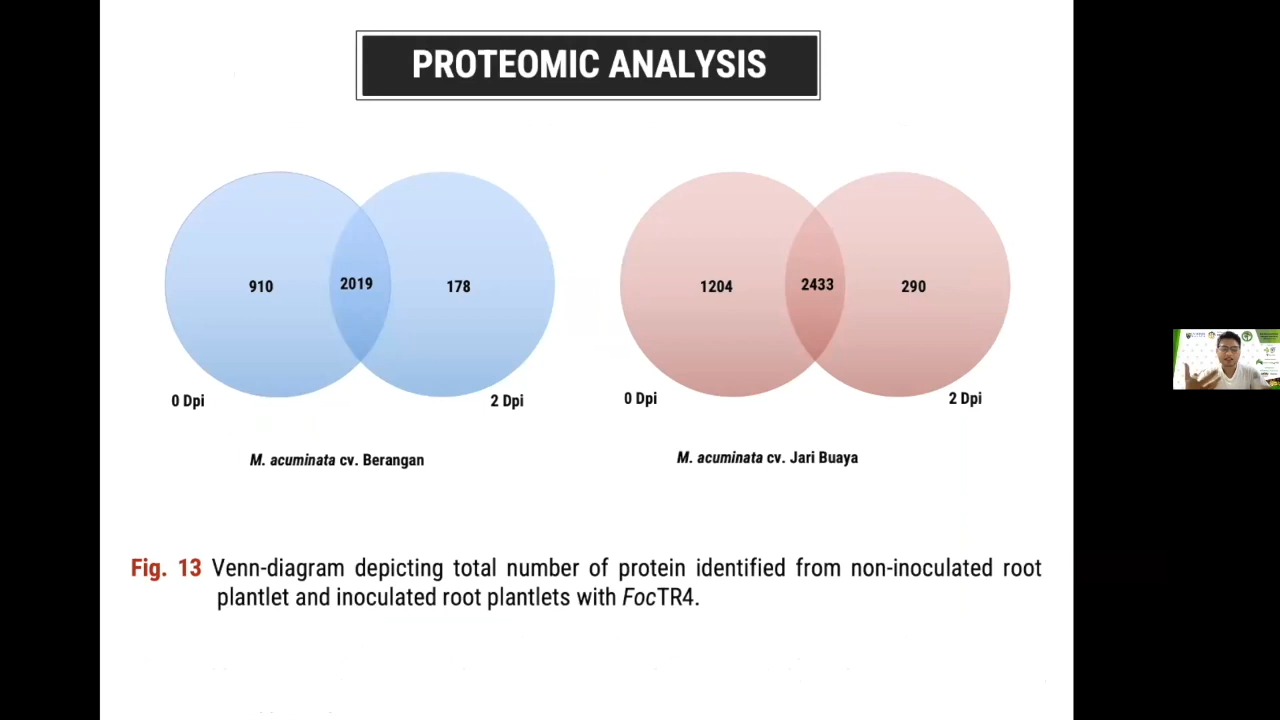 PROTEOMIC ANALYSIS
910
2019
178
1204
2433
290
0 Dpi
2 Dpi
0 Dpi
2 Dpi
M. acuminata cv. Berangan
M. acuminata cv. Jari Buaya
Fig. 13 Venn-diagram depicting total number of protein identified from non-inoculated root
plantlet and inoculated root plantlets with FocTR4.